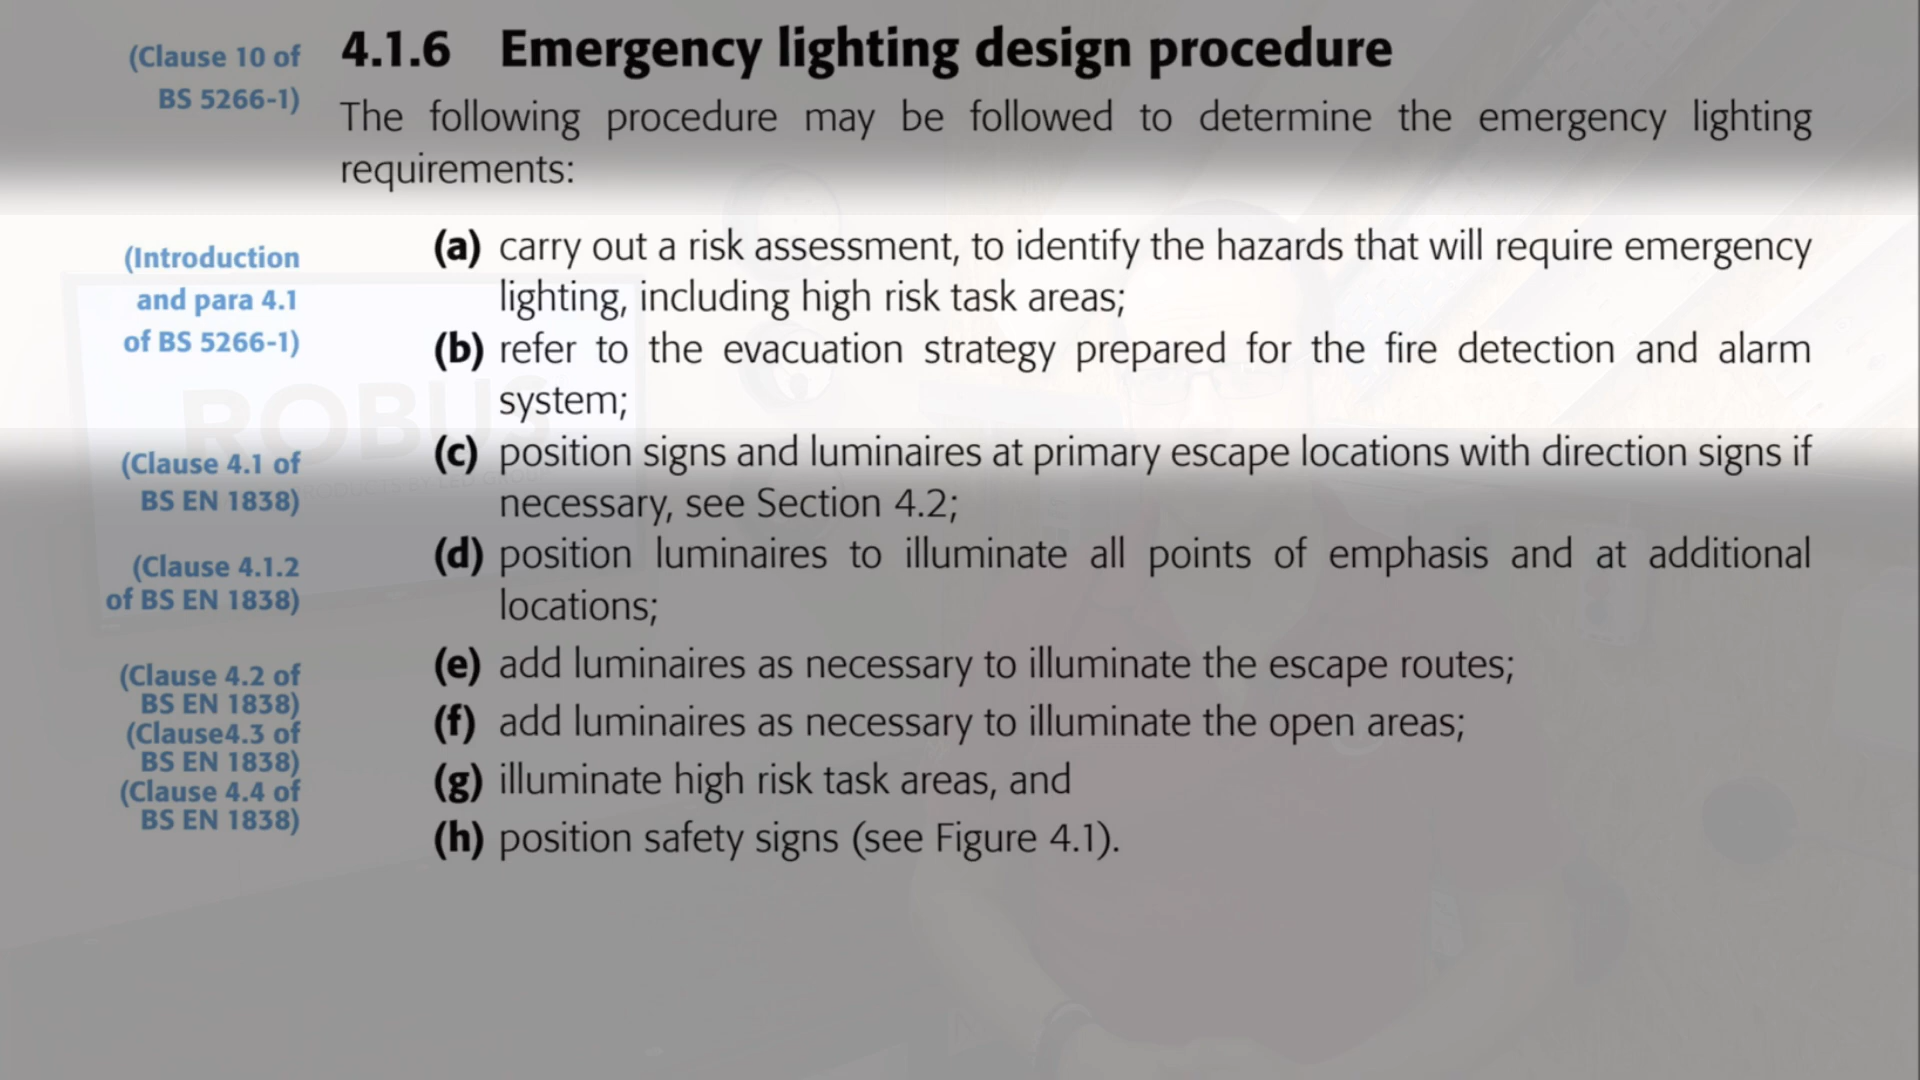 (Clause 10 of
BS 5266-1)
4.1.6 Emergency lighting design procedure
The following procedure may be followed to determine the emergency lighting
requirements:
(Introduction
and para 4.1
of BS 5266-1)
(a) carry out a risk assessment, to identify the hazards that will require emergency
lighting, including high risk task areas;
(b) refer to the evacuation strategy prepared for the fire detection and alarm
system;
ROBUS
(Clause 4.1 of
BS EN 1838)
(c) position signs and luminaires at primary escape locations with direction signs if
necessary, see Section 4.2;
(Clause 4.1.2
of BS EN 1838)
(d) position luminaires to illuminate all points of emphasis and at additional
locations;
(Clause 4.2 of
BS EN 1838)
(e) add luminaires as necessary to illuminate the escape routes;
(Clause4.3 of
BS EN 1838)
(f) add luminaires as necessary to illuminate the open areas;
(Clause 4.4 of
BS EN 1838)
(g) illuminate high risk task areas, and
(h) position safety signs (see Figure 4.1).